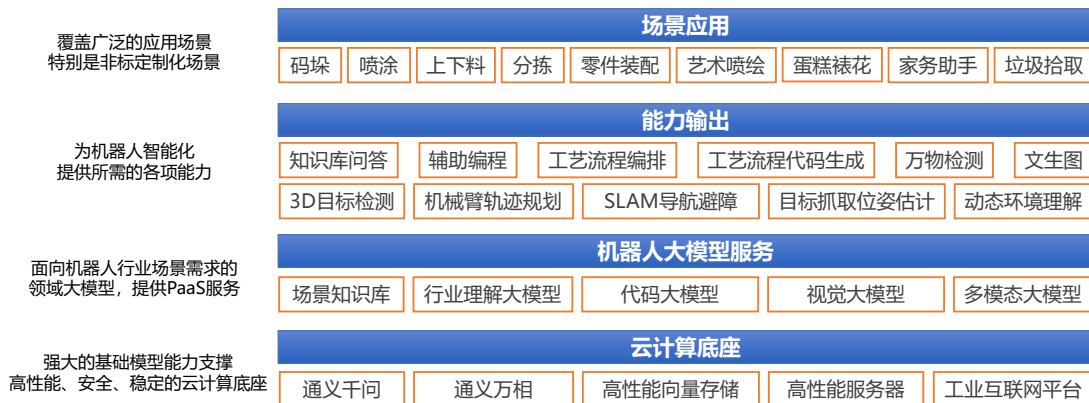 场景应用
覆盖广泛的应用场景
特别是非标定制化场景
码垛 喷涂 上下料 分拣 零件装配 艺术喷绘 蛋糕裱花 家务助手 垃圾拾取
能力输出
为机器人智能化
提供所需的各项能力
知识库问答 辅助编程 工艺流程编排 工艺流程代码生成 万物检测 文生图
3D目标检测 机械臂轨迹规划 SLAM导航避障 目标抓取位姿估计 动态环境理解
机器人大模型服务
面向机器人行业场景需求的
领域大模型，提供PaaS服务
场景知识库 行业理解大模型 代码大模型 视觉大模型 多模态大模型
云计算底座
强大的基础模型能力支撑
高性能、安全、稳定的云计算底座
通义千问 通义万相 高性能向量存储 高性能服务器 工业互联网平台